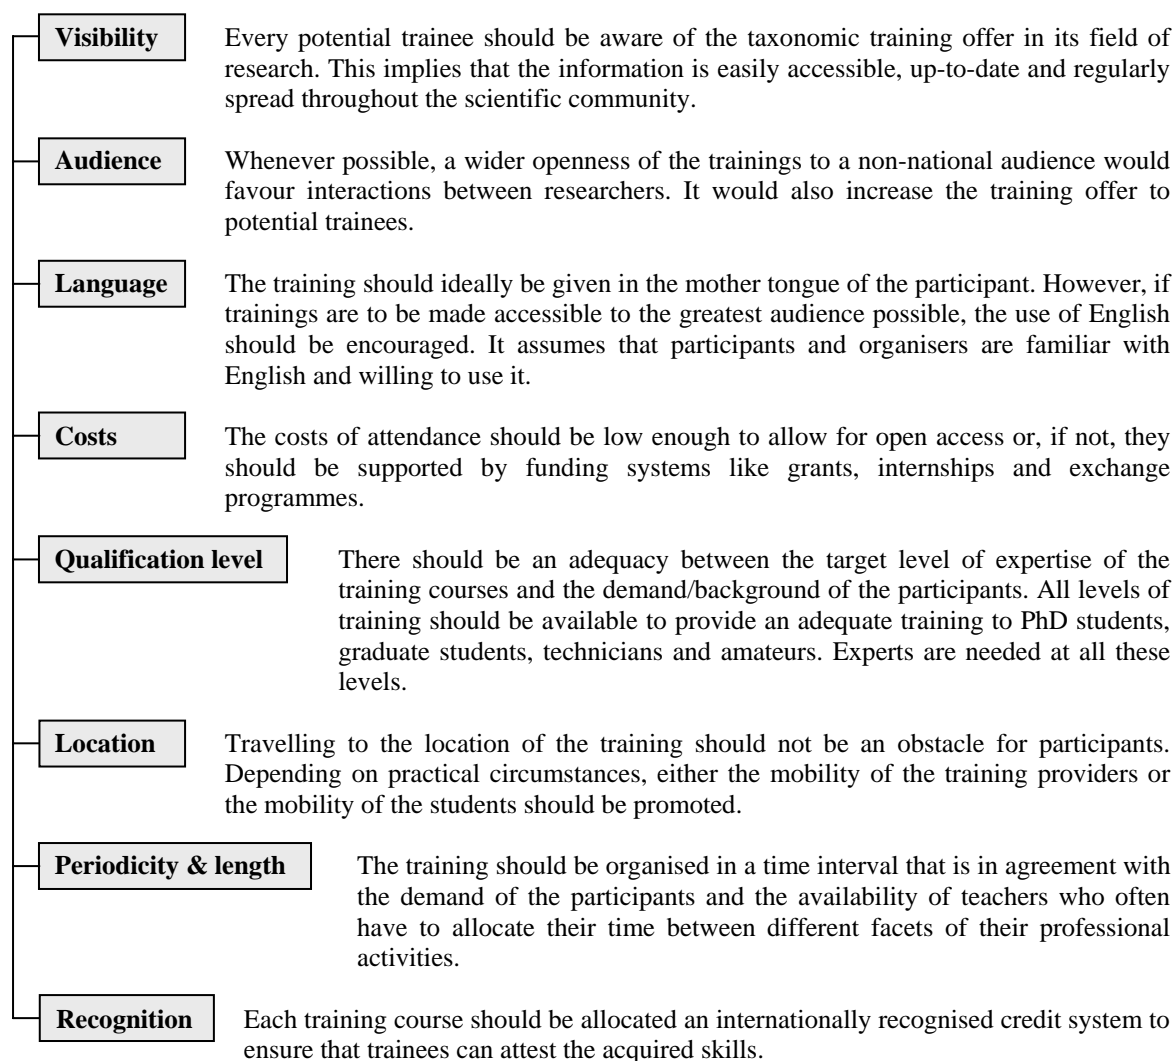 Visibility
Every potential trainee should be aware of the taxonomic training offer in its field of
research. This implies that the information is easily accessible, up-to-date and regularly
spread throughout the scientific community.
Audience
Whenever possible, a wider openness of the trainings to a non-national audience would
favour interactions between researchers. It would also increase the training offer to
potential trainees.
Language
The training should ideally be given in the mother tongue of the participant. However, if
trainings are to be made accessible to the greatest audience possible, the use of English
should be encouraged. It assumes that participants and organisers are familiar with
English and willing to use it.
Costs
The costs of attendance should be low enough to allow for open access or, if not, they
should be supported by funding systems like grants, internships and exchange
programmes.
Qualification level
There should be an adequacy between the target level of expertise of the
training courses and the demand/background of the participants. All levels of
training should be available to provide an adequate training to PhD students,
graduate students, technicians and amateurs. Experts are needed at all these
levels.
Location
Travelling to the location of the training should not be an obstacle for participants.
Depending on practical circumstances, either the mobility of the training providers or
the mobility of the students should be promoted.
Periodicity & length
The training should be organised in a time interval that is in agreement with
the demand of the participants and the availability of teachers who often
have to allocate their time between different facets of their professional
activities.
Recognition
Each training course should be allocated an internationally recognised credit system to
ensure that trainees can attest the acquired skills.